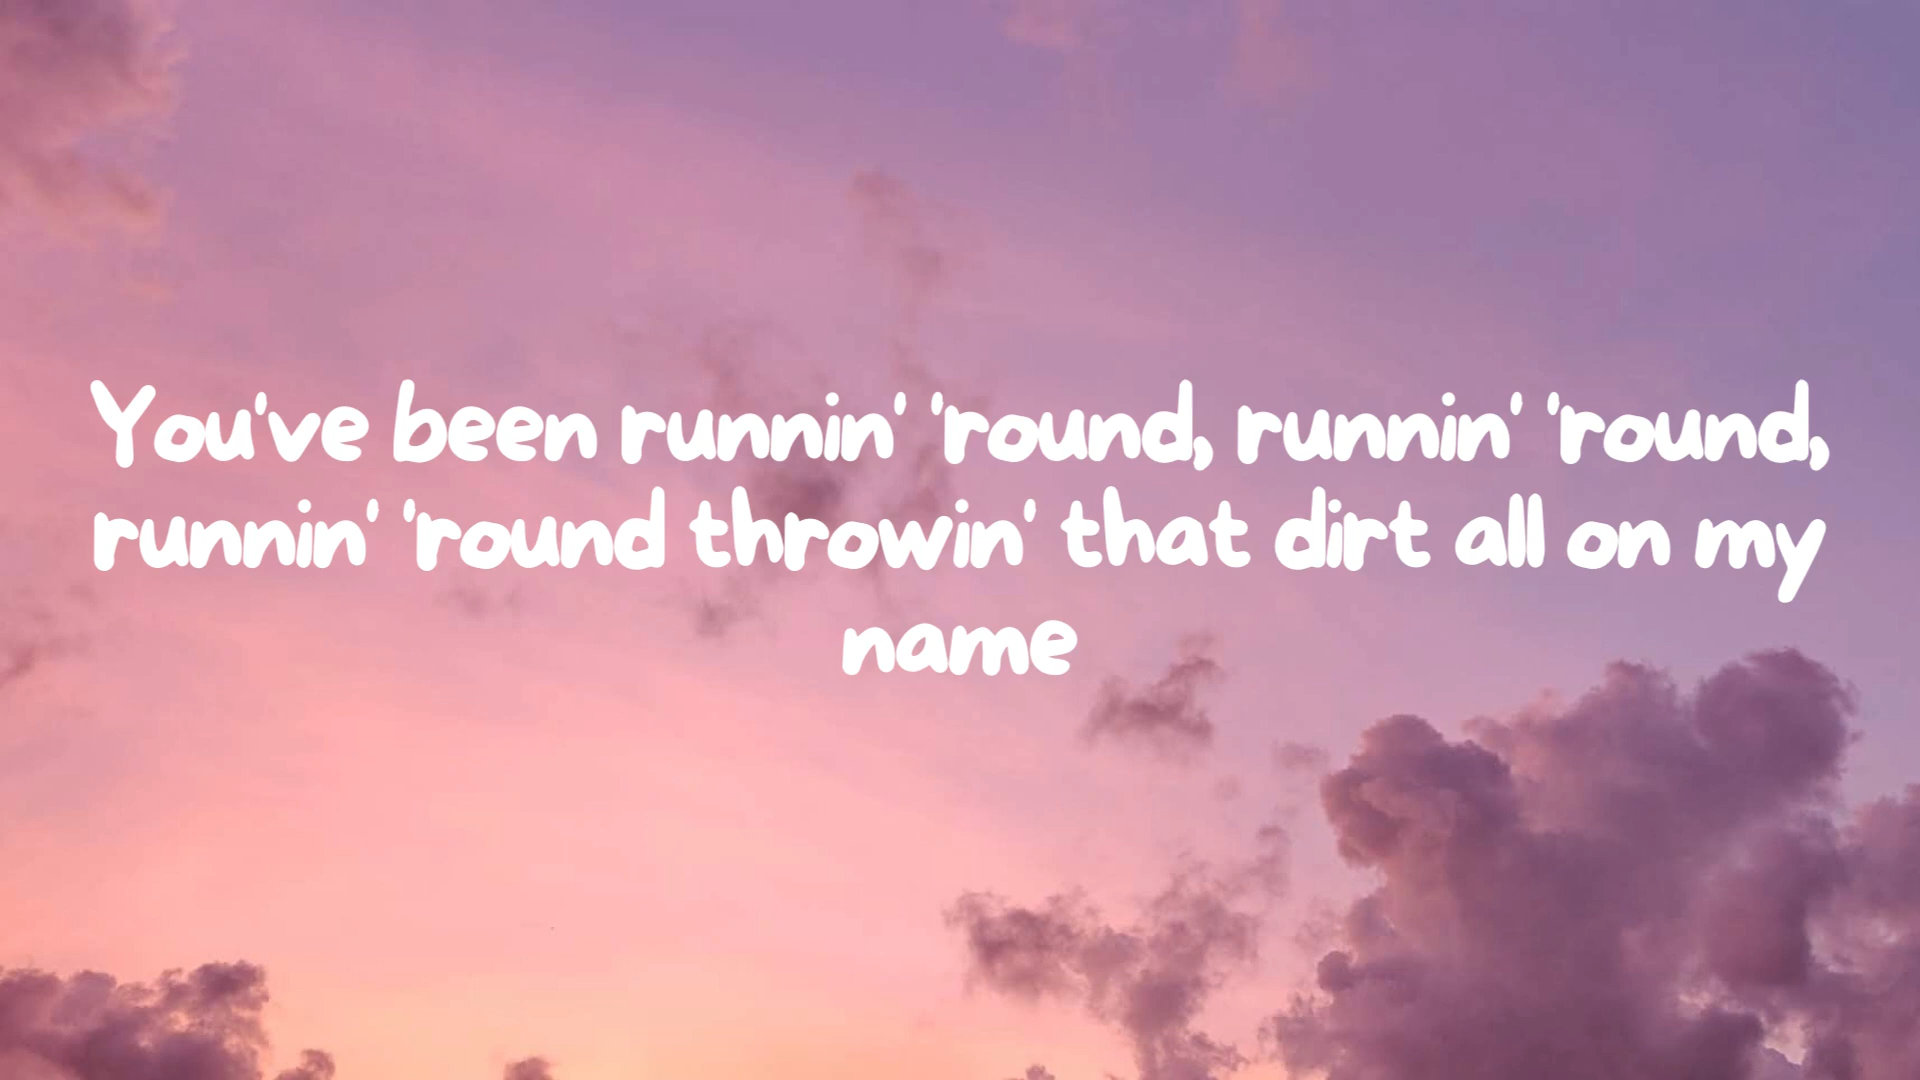 You've been runnin' 'round, runnin' 'round,
runnin' 'round throwin' that dirt all on my
name